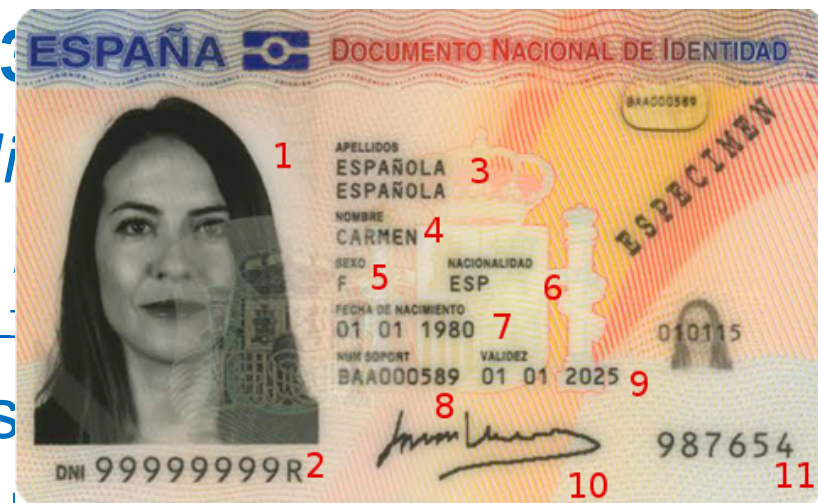 ESPAÑA DOCUMENTO NACIONAL DE IDENTIDAD
BAA000589
ESPECIMEN
1
APELLIDOS
ESPAÑOLA 3
ESPAÑOLA
NOMBRE
CARMEN 4
SEXO 5 NACIONALIDAD
F ESP 6
FECHA DE NACIMIENTO
01 01 1980 7
010115
NUM SOPORT VALIDEZ
BAA000589 01 01 2025 9
8
987654
DNI 99999999R 2
10 11